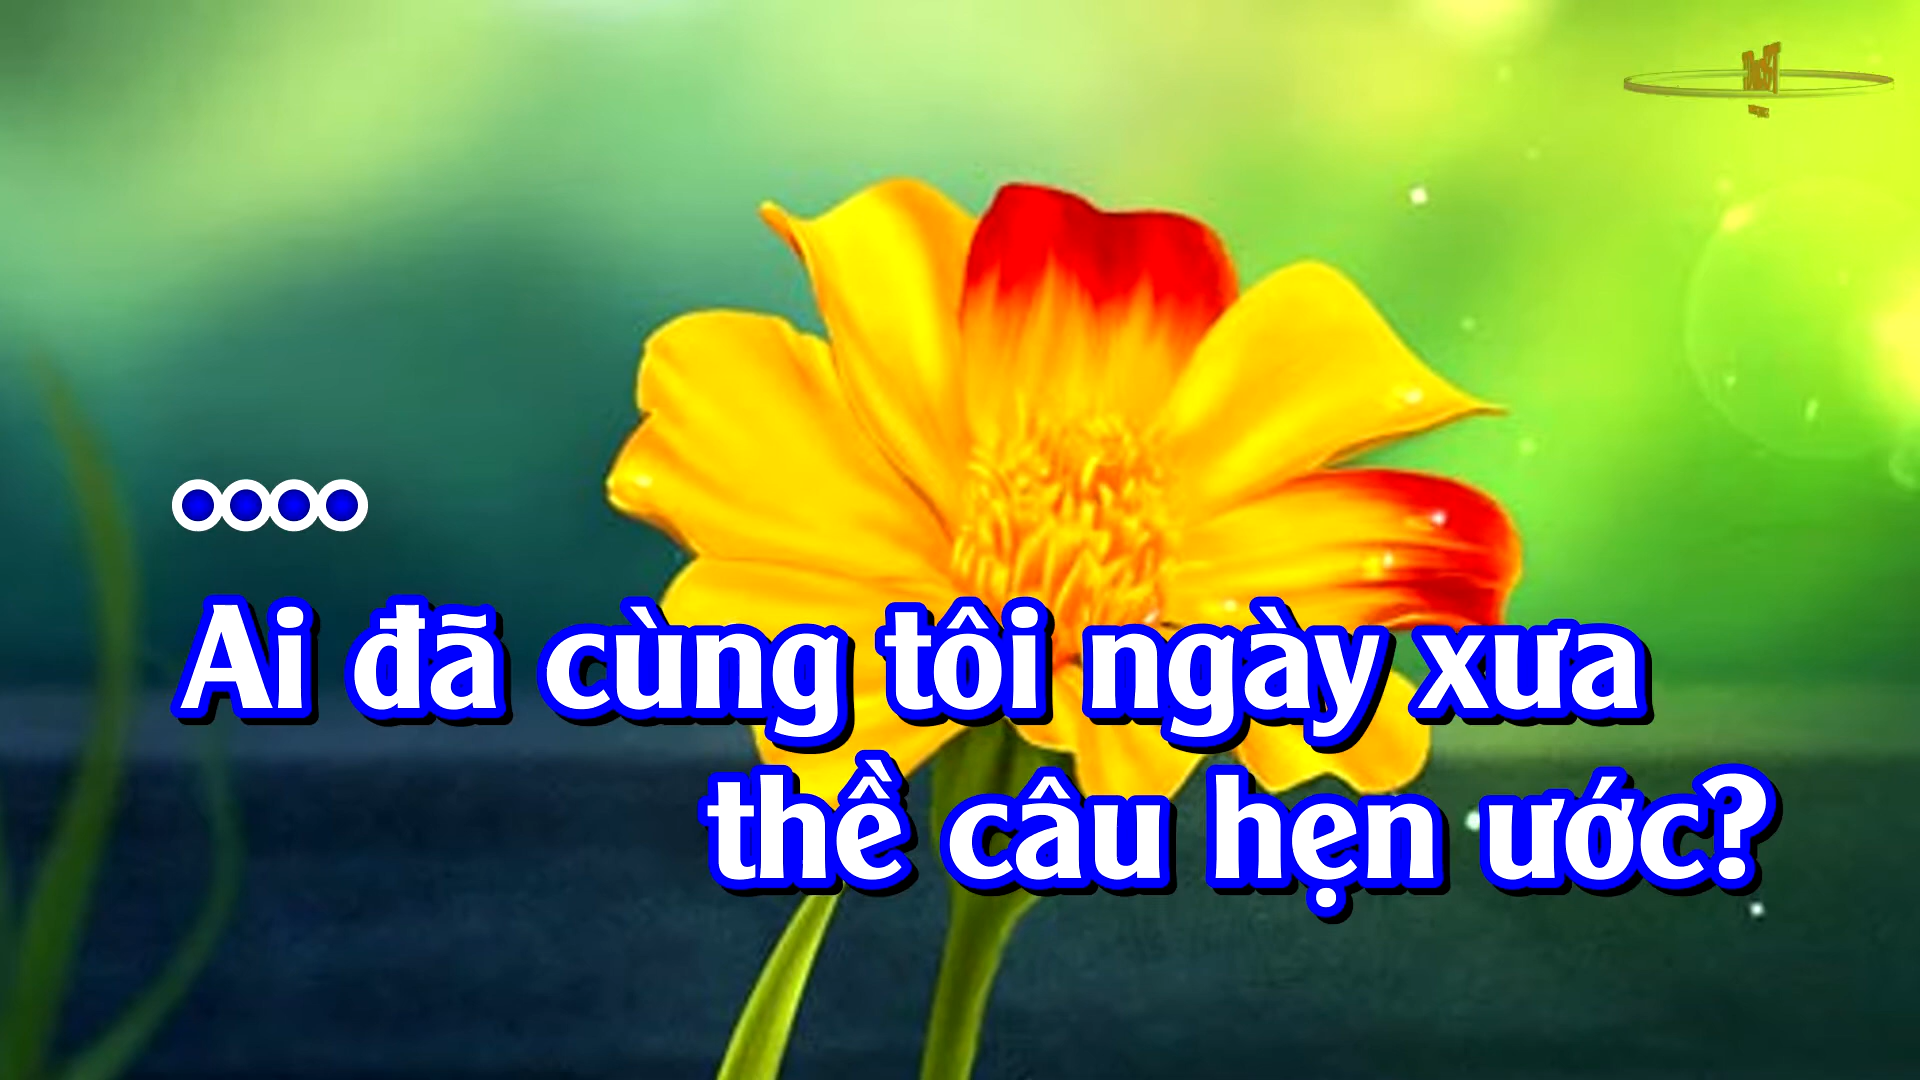 Ai đã cùng tôi ngày xưa
thề câu hẹn ước?